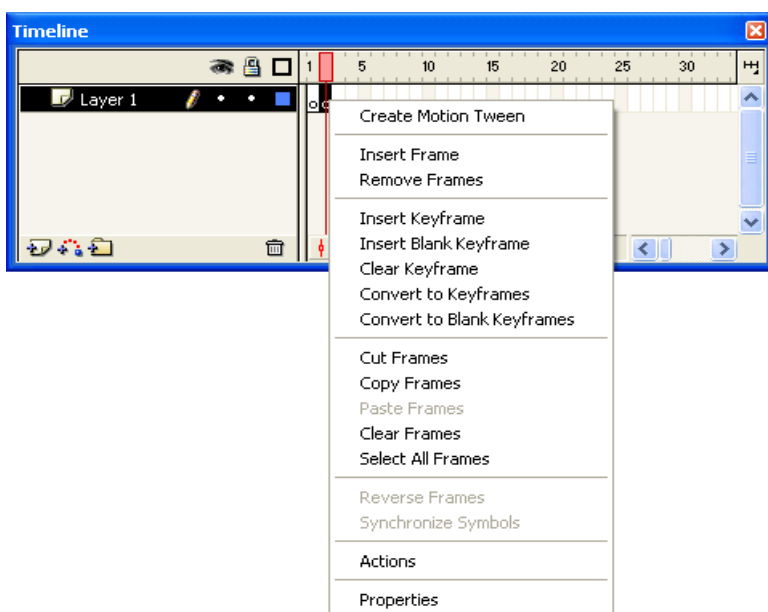 Timeline
1 5 10 15 20 25 30
Layer 1
Create Motion Tween
Insert Frame
Remove Frames
Insert Keyframe
Insert Blank Keyframe
Clear Keyframe
Convert to Keyframes
Convert to Blank Keyframes
Cut Frames
Copy Frames
Paste Frames
Clear Frames
Select All Frames
Reverse Frames
Synchronize Symbols
Actions
Properties